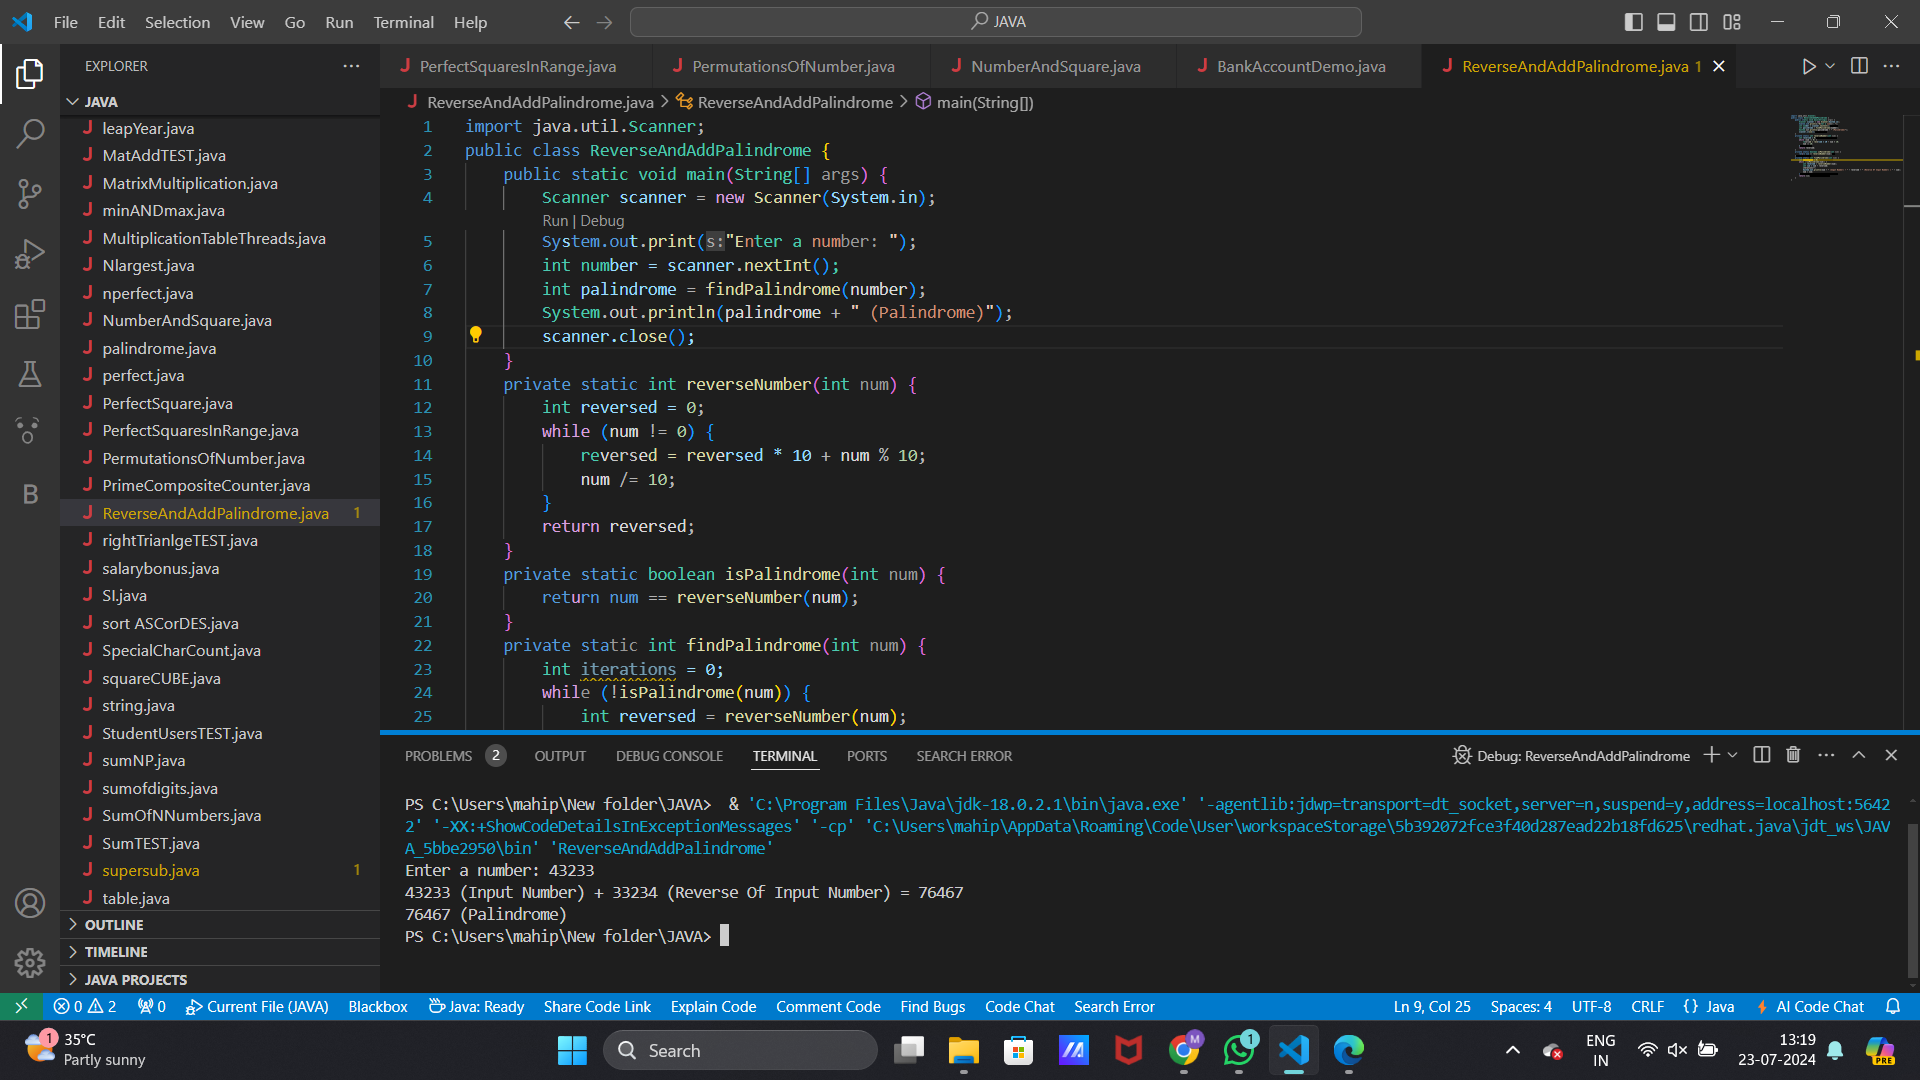 File Edit Selection View Go Run Terminal Help
JAVA
EXPLORER
JAVA
leapYear.java
MatAddTEST.java
MatrixMultiplication.java
minANDmax.java
MultiplicationTableThreads.java
Nlargest.java
nperfect.java
NumberAndSquare.java
palindrome.java
perfect.java
PerfectSquare.java
PerfectSquaresInRange.java
PermutationsOfNumber.java
PrimeCompositeCounter.java
ReverseAndAddPalindrome.java 1
rightTrianlgeTEST.java
salarybonus.java
SI.java
sort ASCorDES.java
SpecialCharCount.java
squareCUBE.java
string.java
StudentUsersTEST.java
sumNP.java
sumofdigits.java
SumOfNNumbers.java
SumTEST.java
supersub.java 1
table.java
OUTLINE
TIMELINE
JAVA PROJECTS
PerfectSquaresInRange.java PermutationsOfNumber.java NumberAndSquare.java BankAccountDemo.java ReverseAndAddPalindrome.java 1
ReverseAndAddPalindrome.java > ReverseAndAddPalindrome > main(String[])
1 import java.util.Scanner;
2 public class ReverseAndAddPalindrome {
3 public static void main(String[] args) {
4 Scanner scanner = new Scanner(System.in);
Run | Debug
5 System.out.print(s:"Enter a number: ");
6 int number = scanner.nextInt();
7 int palindrome = findPalindrome(number);
8 System.out.println(palindrome + " (Palindrome)");
9 scanner.close();
10 }
11 private static int reverseNumber(int num) {
12 int reversed = 0;
13 while (num != 0) {
14 reversed = reversed * 10 + num % 10;
15 num /= 10;
16 }
17 return reversed;
18 }
19 private static boolean isPalindrome(int num) {
20 return num == reverseNumber(num);
21 }
22 private static int findPalindrome(int num) {
23 int iterations = 0;
24 while (!isPalindrome(num)) {
25 int reversed = reverseNumber(num);
PROBLEMS 2 OUTPUT DEBUG CONSOLE TERMINAL PORTS SEARCH ERROR
Debug: ReverseAndAddPalindrome
PS C:\Users\mahip\New folder\JAVA>  & 'C:\Program Files\Java\jdk-18.0.2.1\bin\java.exe' '-agentlib:jdwp=transport=dt_socket,server=n,suspend=y,address=localhost:5642
2' '-XX:+ShowCodeDetailsInExceptionMessages' '-cp' 'C:\Users\mahip\AppData\Roaming\Code\User\workspaceStorage\5b392072fce3f40d287ead22b18fd625\redhat.java\jdt_ws\JAV
A_5bbe2950\bin' 'ReverseAndAddPalindrome'
Enter a number: 43233
43233 (Input Number) + 33234 (Reverse Of Input Number) = 76467
76467 (Palindrome)
PS C:\Users\mahip\New folder\JAVA>
0 2 0 Current File (JAVA) Blackbox Java: Ready Share Code Link Explain Code Comment Code Find Bugs Code Chat Search Error
Ln 9, Col 25 Spaces: 4 UTF-8 CRLF {} Java AI Code Chat
1 35°C
Partly sunny
Search
M
1
ENG
IN
13:19
23-07-2024
PRE